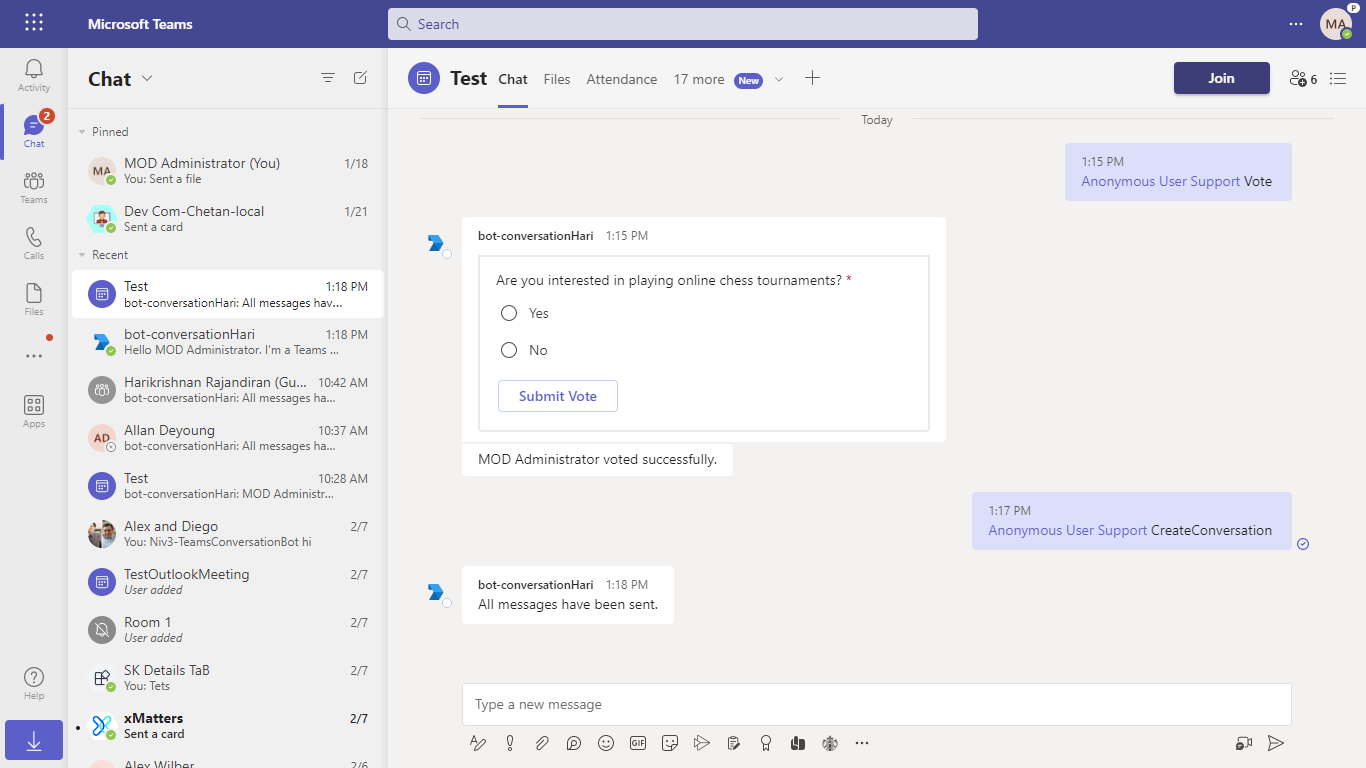 Microsoft Teams
Search
P
MA
Activity
2
Chat
Teams
Calls
Files
Apps
Help
Chat
Pinned
MA
MOD Administrator (You) 1/18
You: Sent a file
Dev Com-Chetan-local 1/21
Sent a card
Recent
Test 1:18 PM
bot-conversationHari: All messages hav...
bot-conversationHari 1:18 PM
Hello MOD Administrator. I'm a Teams ...
Harikrishnan Rajandiran (Gu... 10:42 AM
bot-conversationHari: All messages ha...
AD
Allan Deyoung 10:37 AM
bot-conversationHari: All messages ha...
Test 10:28 AM
bot-conversationHari: MOD Administr...
Alex and Diego 2/7
You: Niv3-TeamsConversationBot hi
TestOutlookMeeting 2/7
User added
Room 1 2/7
User added
SK Details TaB 2/7
You: Tets
xMatters 2/7
Sent a card
Alex Wilber 2/6
Test Chat Files Attendance 17 more New
Join
6
Today
1:15 PM
Anonymous User Support Vote
bot-conversationHari 1:15 PM
Are you interested in playing online chess tournaments? *
Yes
No
Submit Vote
MOD Administrator voted successfully.
1:17 PM
Anonymous User Support CreateConversation
bot-conversationHari 1:18 PM
All messages have been sent.
Type a new message
GIF